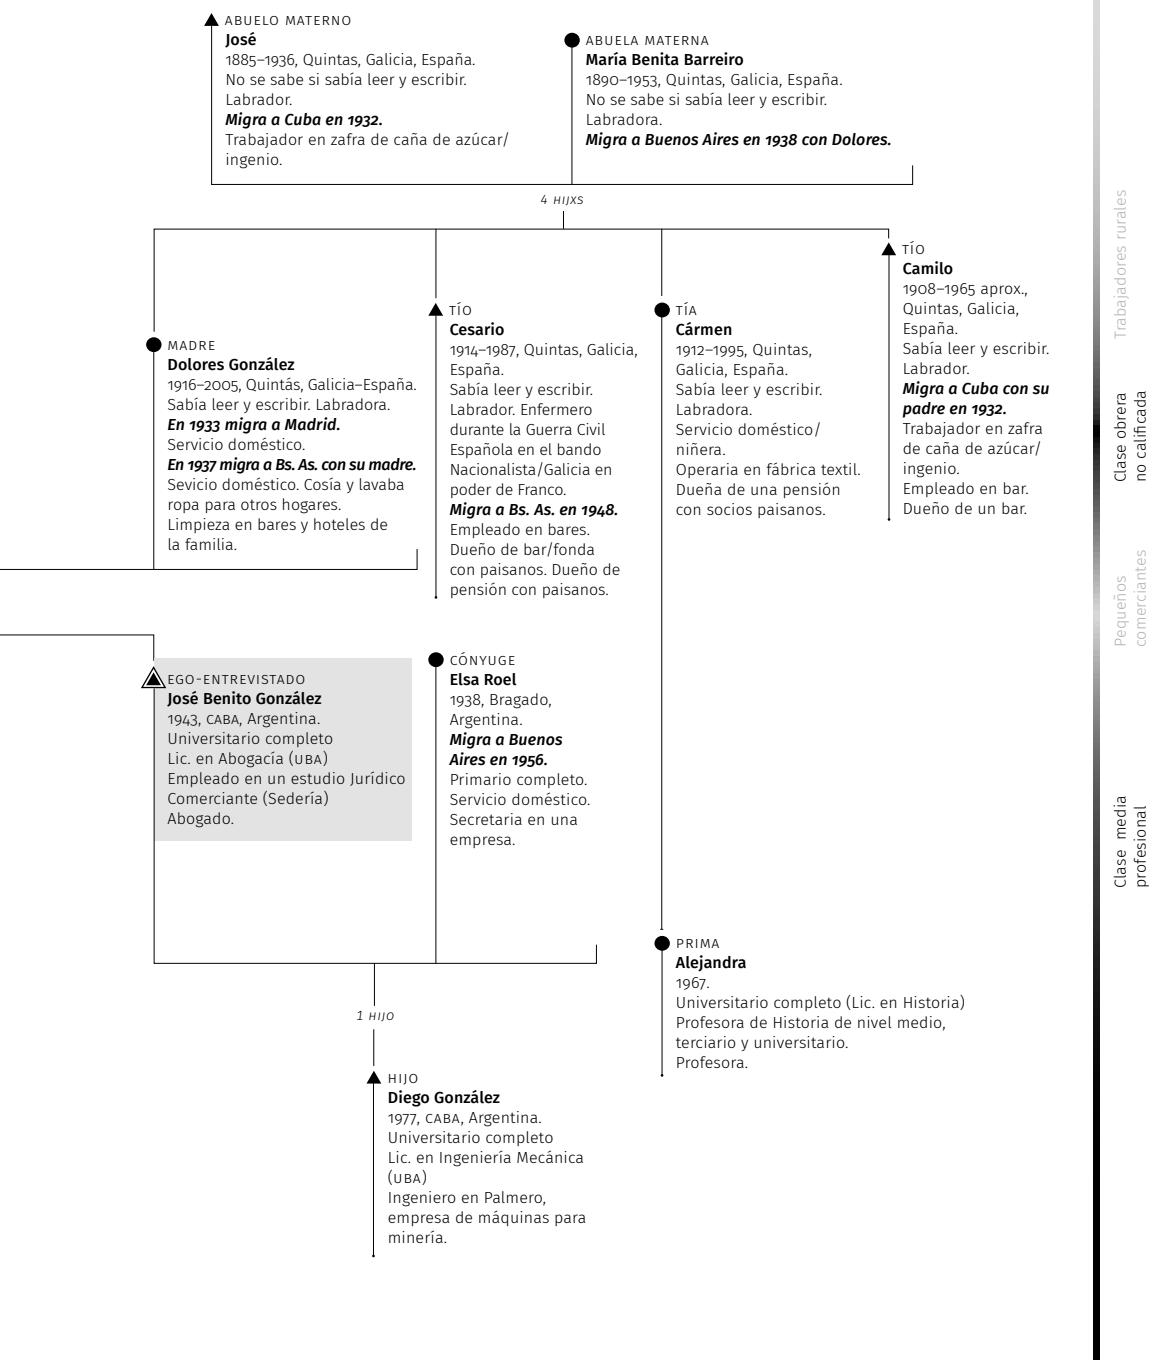 ABUELO MATERNO
José
1885–1936, Quintas, Galicia, España.
No se sabe si sabía leer y escribir.
Labrador.
Migra a Cuba en 1932.
Trabajador en zafra de caña de azúcar/
ingenio.
ABUELA MATERNA
María Benita Barreiro
1890–1953, Quintas, Galicia, España.
No se sabe si sabía leer y escribir.
Labradora.
Migra a Buenos Aires en 1938 con Dolores.
4 HIJXS
MADRE
Dolores González
1916–2005, Quintás, Galicia–España.
Sabía leer y escribir. Labradora.
En 1933 migra a Madrid.
Servicio doméstico.
En 1937 migra a Bs. As. con su madre.
Sevicio doméstico. Cosía y lavaba
ropa para otros hogares.
Limpieza en bares y hoteles de
la familia.
TÍO
Cesario
1914–1987, Quintas, Galicia,
España.
Sabía leer y escribir.
Labrador. Enfermero
durante la Guerra Civil
Española en el bando
Nacionalista/Galicia en
poder de Franco.
Migra a Bs. As. en 1948.
Empleado en bares.
Dueño de bar/fonda
con paisanos. Dueño de
pensión con paisanos.
TÍA
Cármen
1912–1995, Quintas,
Galicia, España.
Sabía leer y escribir.
Labradora.
Servicio doméstico/
niñera.
Operaria en fábrica textil.
Dueña de una pensión
con socios paisanos.
TÍO
Camilo
1908–1965 aprox.,
Quintas, Galicia,
España.
Sabía leer y escribir.
Labrador.
Migra a Cuba con su
padre en 1932.
Trabajador en zafra
de caña de azúcar/
ingenio.
Empleado en bar.
Dueño de un bar.
EGO-ENTREVISTADO
José Benito González
1943, CABA, Argentina.
Universitario completo
Lic. en Abogacía (UBA)
Empleado en un estudio Jurídico
Comerciante (Sedería)
Abogado.
CÓNYUGE
Elsa Roel
1938, Bragado,
Argentina.
Migra a Buenos
Aires en 1956.
Primario completo.
Servicio doméstico.
Secretaria en una
empresa.
PRIMA
Alejandra
1967.
Universitario completo (Lic. en Historia)
Profesora de Historia de nivel medio,
terciario y universitario.
Profesora.
1 HIJO
HIJO
Diego González
1977, CABA, Argentina.
Universitario completo
Lic. en Ingeniería Mecánica
(UBA)
Ingeniero en Palmero,
empresa de máquinas para
minería.
Trabajadores rurales
Clase obrera
no calificada
Pequeños
comerciantes
Clase media
profesional